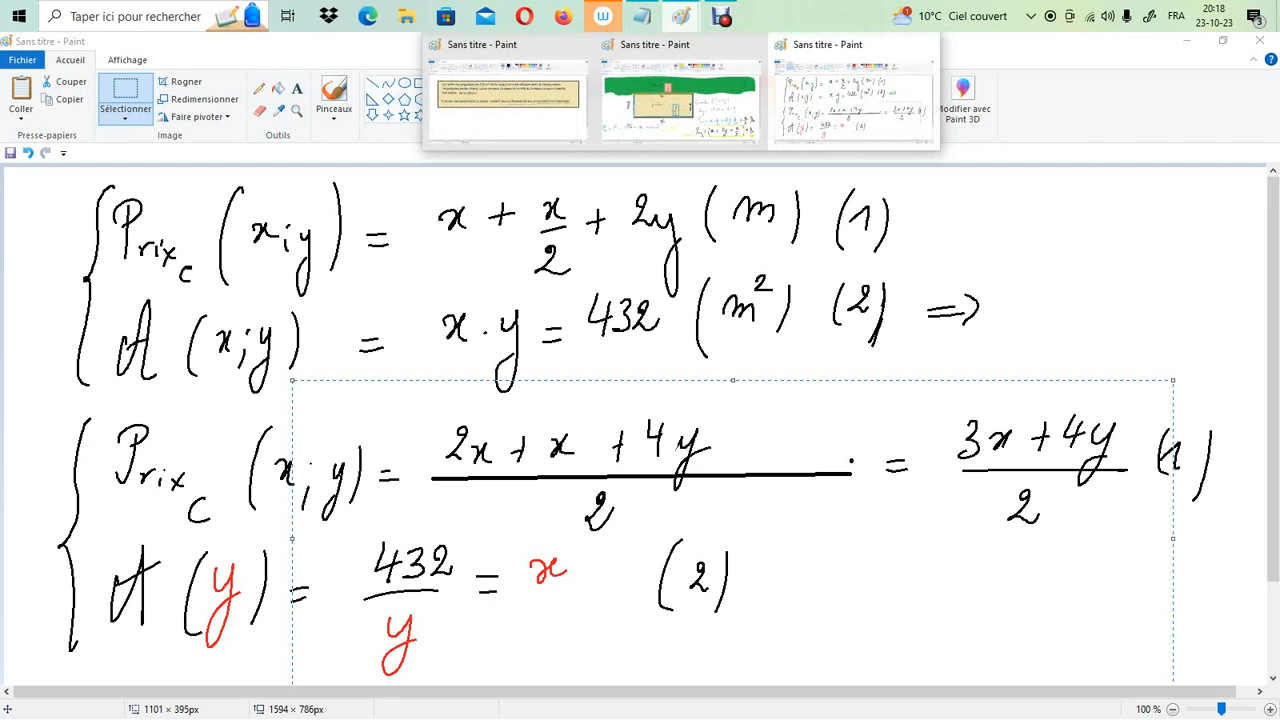 Taper ici pour rechercher
10°C Ciel couvert
FRA
20:18
23-10-23
3
Sans titre - Paint
Sans titre - Paint
Sans titre - Paint
Sans titre - Paint
Fichier Accueil Affichage
Coller
Couper
Copier
Presse-papiers
Sélectionner
Rogner
Redimensionner
Faire pivoter
Image
A
Outils
Pinceaux
Modifier avec Paint 3D
Prix_C (x;y) = x + x/2 + 2y (m) (1)
A (x;y) = x . y = 432 (m²) (2) =>
Prix_C (x;y) = 2x + x + 4y / 2 = 3x + 4y / 2 (1)
A (y) = 432 / y = x (2)
1101 × 395px
1594 × 786px
100 %